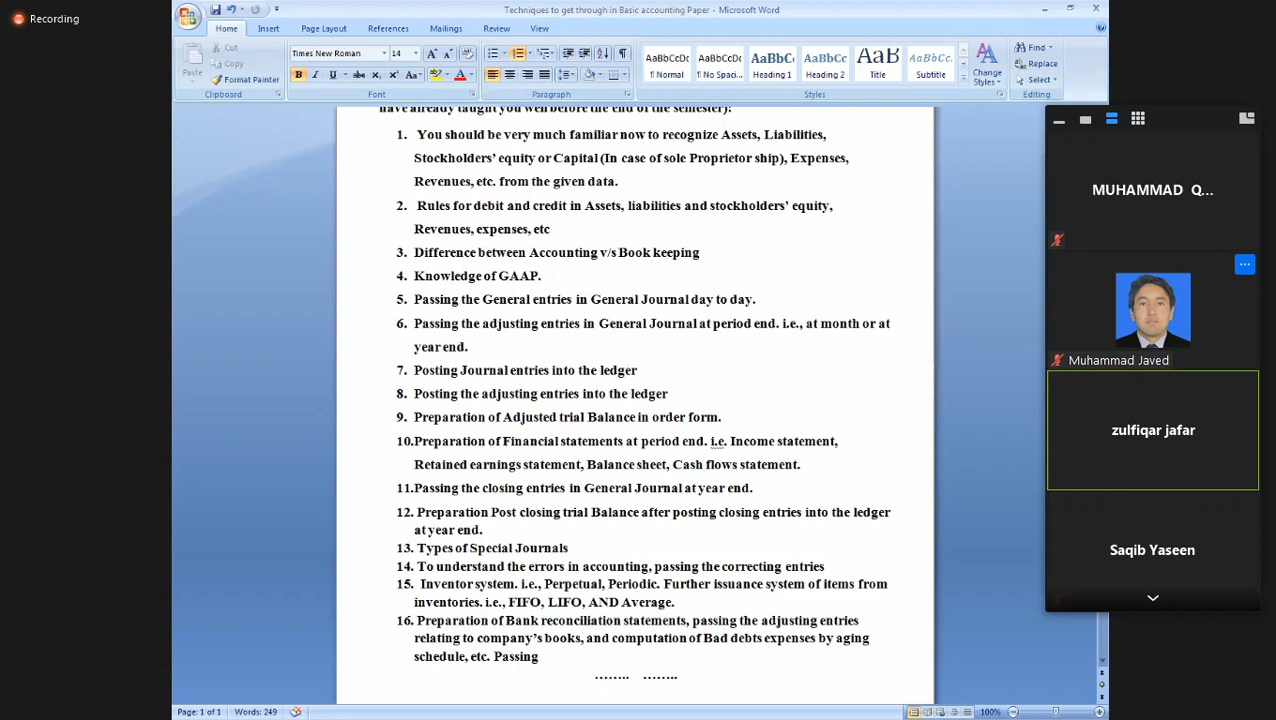 Recording
Techniques to get through in Basic accounting Paper - Microsoft Word
Home Insert Page Layout References Mailings Review View
Paste
Cut
Copy
Format Painter
Clipboard
Times New Roman 14
B I U abc X₂ X² Aa
Font
Paragraph
AaBbCcDc AaBbCcDc AaBbC AaBbCc AaB AaBbCc.
¶ Normal ¶ No Spaci... Heading 1 Heading 2 Title Subtitle
Change Styles
Styles
Find
Replace
Select
Editing
have already taught you well before the end of the semester):
1. You should be very much familiar now to recognize Assets, Liabilities,
Stockholders’ equity or Capital (In case of sole Proprietor ship), Expenses,
Revenues, etc. from the given data.
2. Rules for debit and credit in Assets, liabilities and stockholders’ equity,
Revenues, expenses, etc
3. Difference between Accounting v/s Book keeping
4. Knowledge of GAAP.
5. Passing the General entries in General Journal day to day.
6. Passing the adjusting entries in General Journal at period end. i.e., at month or at
year end.
7. Posting Journal entries into the ledger
8. Posting the adjusting entries into the ledger
9. Preparation of Adjusted trial Balance in order form.
10.Preparation of Financial statements at period end. i.e. Income statement,
Retained earnings statement, Balance sheet, Cash flows statement.
11.Passing the closing entries in General Journal at year end.
12. Preparation Post closing trial Balance after posting closing entries into the ledger
at year end.
13. Types of Special Journals
14. To understand the errors in accounting, passing the correcting entries
15. Inventor system. i.e., Perpetual, Periodic. Further issuance system of items from
inventories. i.e., FIFO, LIFO, AND Average.
16. Preparation of Bank reconciliation statements, passing the adjusting entries
relating to company’s books, and computation of Bad debts expenses by aging
schedule, etc. Passing
…….. ……..
Page: 1 of 1 Words: 249 100%
MUHAMMAD Q...
Muhammad Javed
zulfiqar jafar
Saqib Yaseen